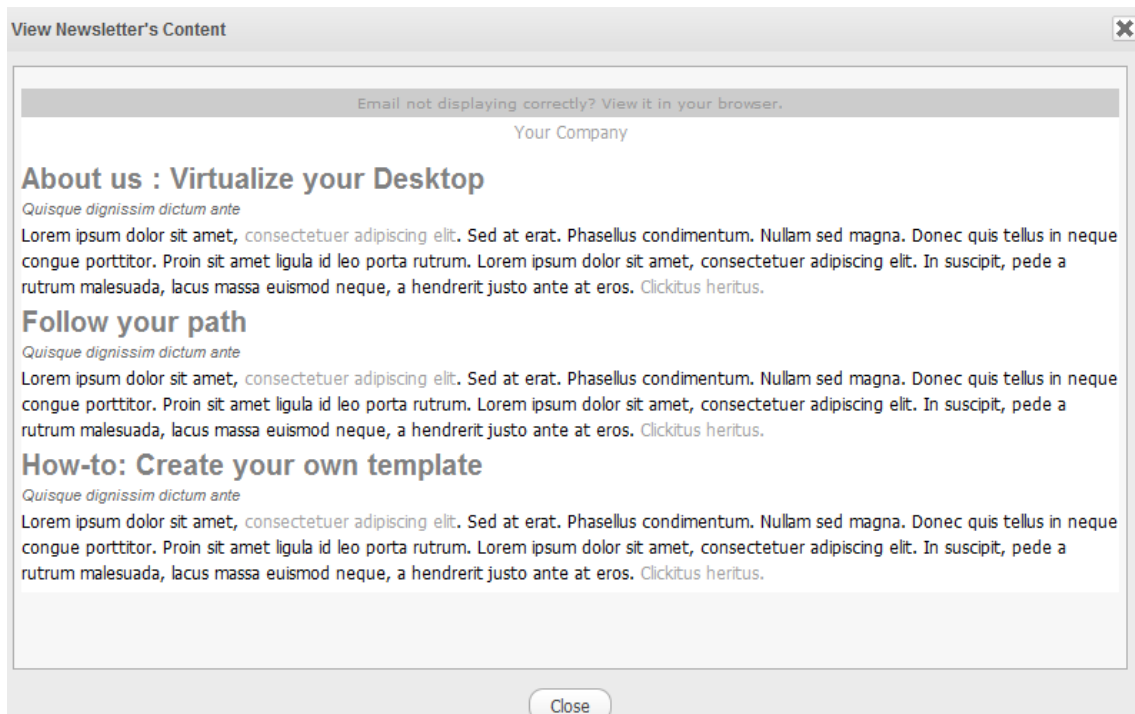 View Newsletter's Content
Email not displaying correctly? View it in your browser.
Your Company
About us : Virtualize your Desktop
Quisque dignissim dictum ante
Lorem ipsum dolor sit amet, consectetuer adipiscing elit. Sed at erat. Phasellus condimentum. Nullam sed magna. Donec quis tellus in neque
congue porttitor. Proin sit amet ligula id leo porta rutrum. Lorem ipsum dolor sit amet, consectetuer adipiscing elit. In suscipit, pede a
rutrum malesuada, lacus massa euismod neque, a hendrerit justo ante at eros. Clickitus heritus.
Follow your path
Quisque dignissim dictum ante
Lorem ipsum dolor sit amet, consectetuer adipiscing elit. Sed at erat. Phasellus condimentum. Nullam sed magna. Donec quis tellus in neque
congue porttitor. Proin sit amet ligula id leo porta rutrum. Lorem ipsum dolor sit amet, consectetuer adipiscing elit. In suscipit, pede a
rutrum malesuada, lacus massa euismod neque, a hendrerit justo ante at eros. Clickitus heritus.
How-to: Create your own template
Quisque dignissim dictum ante
Lorem ipsum dolor sit amet, consectetuer adipiscing elit. Sed at erat. Phasellus condimentum. Nullam sed magna. Donec quis tellus in neque
congue porttitor. Proin sit amet ligula id leo porta rutrum. Lorem ipsum dolor sit amet, consectetuer adipiscing elit. In suscipit, pede a
rutrum malesuada, lacus massa euismod neque, a hendrerit justo ante at eros. Clickitus heritus.
Close